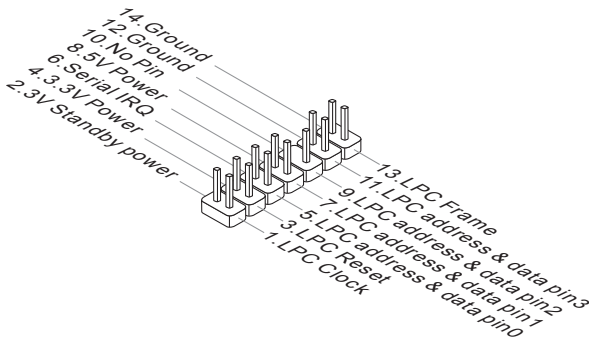 14.Ground
12.Ground
10.No Pin
8.5V Power
6.Serial IRQ
4.3.3V Power
2.3V Standby power
13.LPC Frame
11.LPC address & data pin3
9.LPC address & data pin2
7.LPC address & data pin1
5.LPC address & data pin0
3.LPC Reset
1.LPC Clock